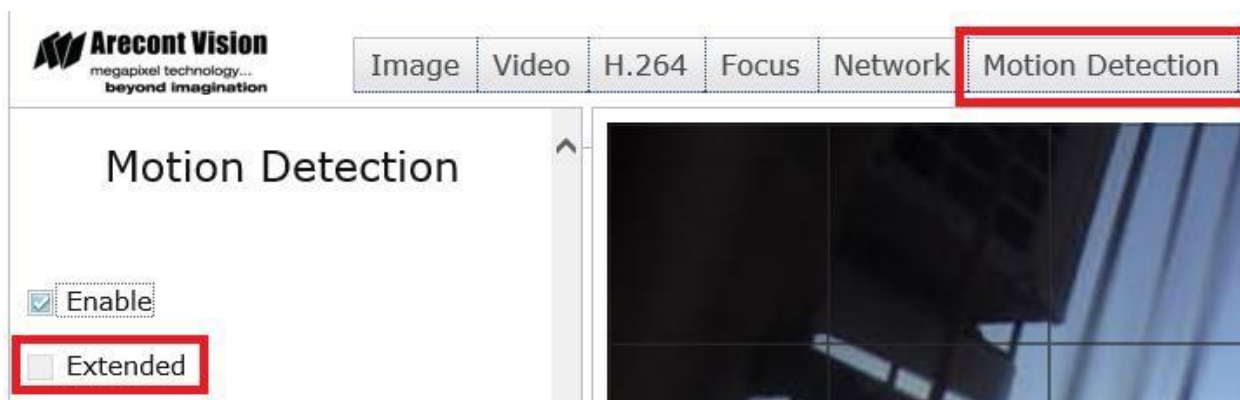 Arecont Vision
megapixel technology...
beyond imagination
Image Video H.264 Focus Network Motion Detection
Motion Detection
Enable
Extended